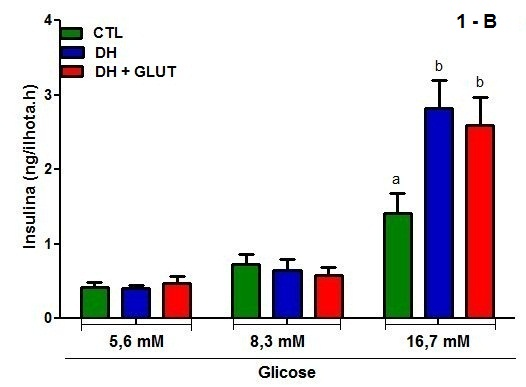 1 - B
CTL
DH
DH + GLUT
Insulina (ng/ilhota.h)
4
3
2
1
0
a
b
b
5,6 mM
8,3 mM
16,7 mM
Glicose